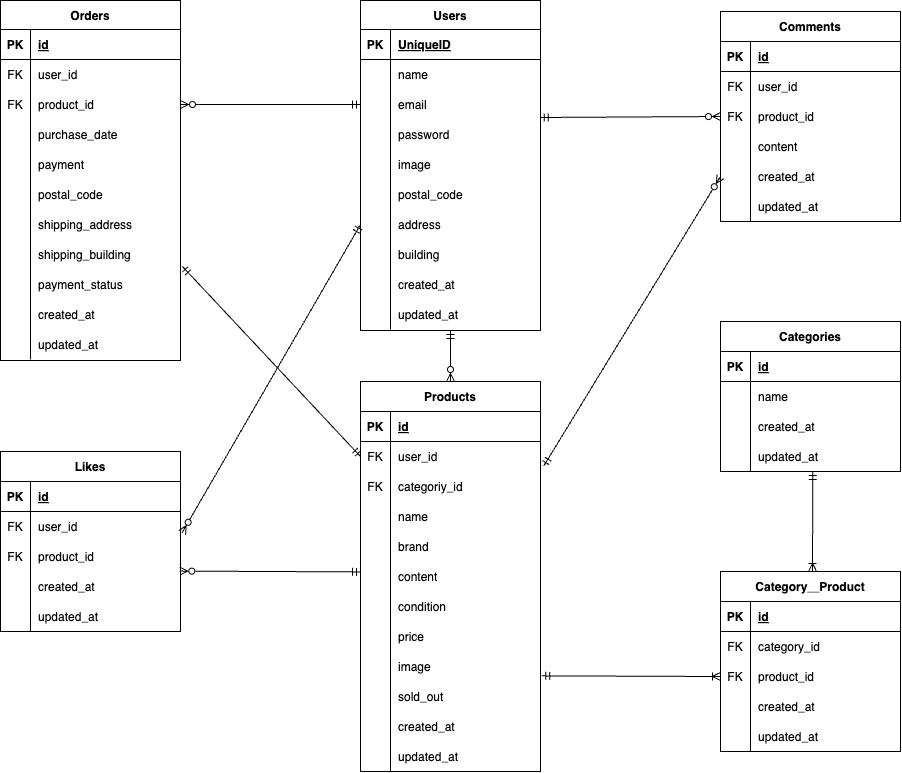 Orders
PK id
FK user_id
FK product_id
purchase_date
payment
postal_code
shipping_address
shipping_building
payment_status
created_at
updated_at
Users
PK UniqueID
name
email
password
image
postal_code
address
building
created_at
updated_at
Comments
PK id
FK user_id
FK product_id
content
created_at
updated_at
Categories
PK id
name
created_at
updated_at
Likes
PK id
FK user_id
FK product_id
created_at
updated_at
Products
PK id
FK user_id
FK categoriy_id
name
brand
content
condition
price
image
sold_out
created_at
updated_at
Category__Product
PK id
FK category_id
FK product_id
created_at
updated_at